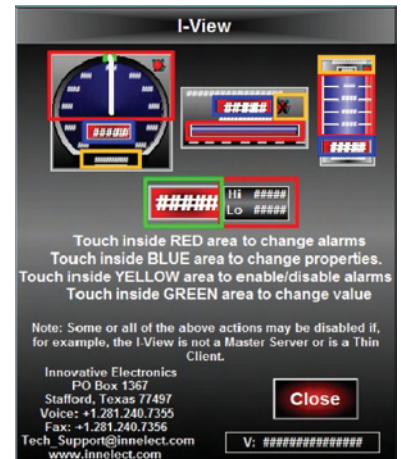 I-View
#####
#####
#####
#####
Hi #####
Lo #####
Touch inside RED area to change alarms
Touch inside BLUE area to change properties.
Touch inside YELLOW area to enable/disable alarms
Touch inside GREEN area to change value
Note: Some or all of the above actions may be disabled if,
for example, the I-View is not a Master Server or is a Thin
Client.
Innovative Electronics
PO Box 1367
Stafford, Texas 77497
Voice: +1.281.240.7355
Fax: +1.281.240.7356
Tech_Support@innelect.com
www.innelect.com
Close
V: ###############